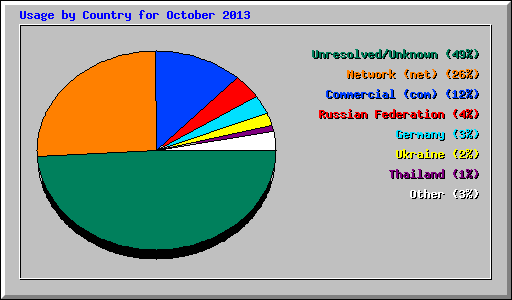 Usage by Country for October 2013
Unresolved/Unknown (49%)
Network (net) (26%)
Commercial (com) (12%)
Russian Federation (4%)
Germany (3%)
Ukraine (2%)
Thailand (1%)
Other (3%)